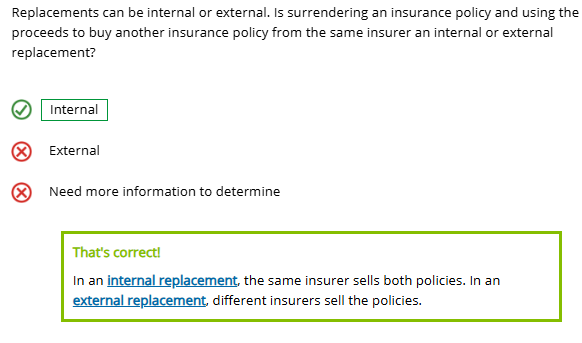 Replacements can be internal or external. Is surrendering an insurance policy and using the
proceeds to buy another insurance policy from the same insurer an internal or external
replacement?
Internal
External
Need more information to determine
That's correct!
In an internal replacement, the same insurer sells both policies. In an
external replacement, different insurers sell the policies.